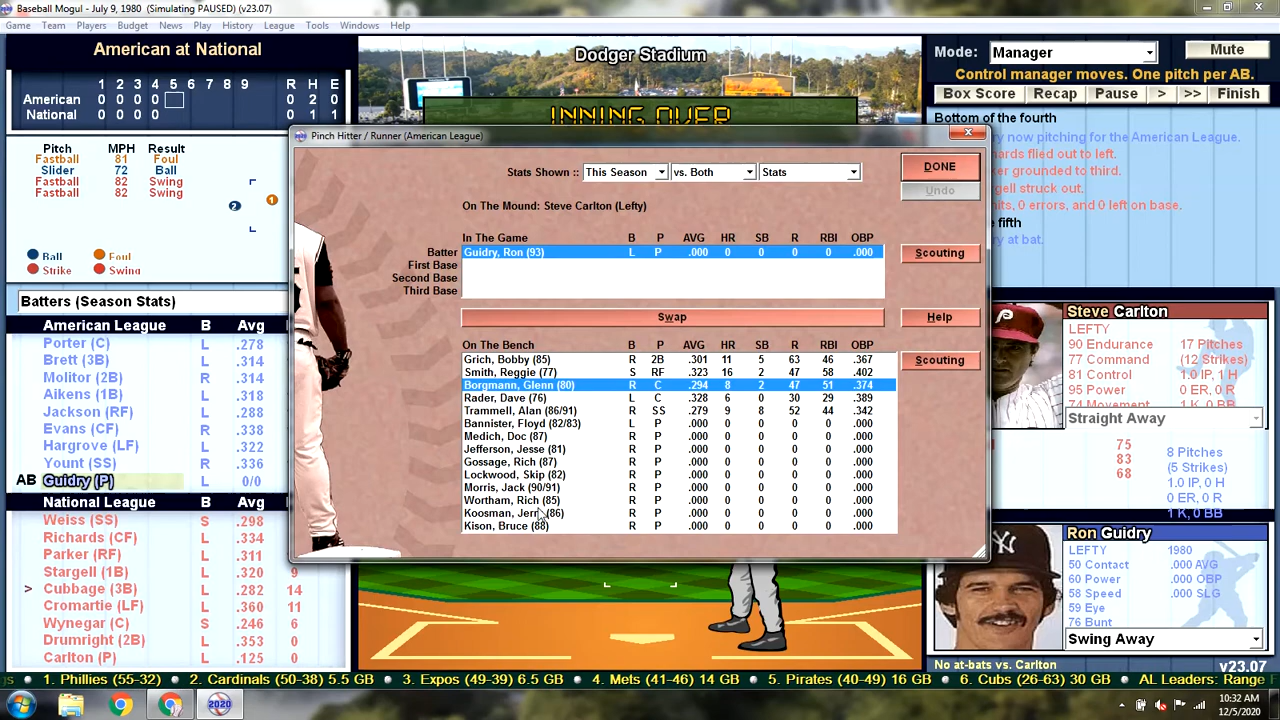 Baseball Mogul - July 9, 1980 (Simulating PAUSED) (v23.07)
Game Team Players Budget News Play History League Tools Windows Help
American at National
1 2 3 4 5 6 7 8 9 R H E
American 0 0 0 0 0 2 0
National 0 0 0 0 0 1 1
Pitch MPH Result
Fastball 81 Foul
Slider 72 Ball
Fastball 82 Swing
Fastball 82 Swing
2 1
Ball Foul
Strike Swing
Batters (Season Stats)
American League B Avg
Porter (C) L .278
Brett (3B) L .314
Molitor (2B) R .314
Aikens (1B) L .318
Jackson (RF) L .288
Evans (CF) R .338
Hargrove (LF) L .322
Yount (SS) R .336
AB Guidry (P) L 0/0
National League B Avg
Weiss (SS) S .298
Richards (CF) L .334
Parker (RF) L .311
Stargell (1B) L .320 9
> Cubbage (3B) L .282 14
Cromartie (LF) L .360 11
Wynegar (C) S .246 6
Drumright (2B) L .353 0
Carlton (P) L .125 0
Dodger Stadium
INNING OVER
Pinch Hitter / Runner (American League)
Stats Shown :: This Season vs. Both Stats
DONE
Undo
On The Mound: Steve Carlton (Lefty)
In The Game B P AVG HR SB R RBI OBP
Batter Guidry, Ron (93) L P .000 0 0 0 0 .000
First Base
Second Base
Third Base
Scouting
Swap
Help
On The Bench B P AVG HR SB R RBI OBP
Scouting
Grich, Bobby (85) R 2B .301 11 5 63 46 .367
Smith, Reggie (77) S RF .323 16 2 47 58 .402
Borgmann, Glenn (80) R C .294 8 2 47 51 .374
Rader, Dave (76) L C .328 6 0 30 29 .389
Trammell, Alan (86/91) R SS .279 9 8 52 44 .342
Bannister, Floyd (82/83) L P .000 0 0 0 0 .000
Medich, Doc (87) R P .000 0 0 0 0 .000
Jefferson, Jesse (81) R P .000 0 0 0 0 .000
Gossage, Rich (87) R P .000 0 0 0 0 .000
Lockwood, Skip (82) R P .000 0 0 0 0 .000
Morris, Jack (90/91) R P .000 0 0 0 0 .000
Wortham, Rich (85) R P .000 0 0 0 0 .000
Koosman, Jerry (86) R P .000 0 0 0 0 .000
Kison, Bruce (88) R P .000 0 0 0 0 .000
Mode: Manager
Mute
Control manager moves. One pitch per AB.
Box Score Recap Pause > >> Finish
Bottom of the fourth
y now pitching for the American League.
ards flied out to left.
ker grounded to third.
gell struck out.
its, 0 errors, and 0 left on base.
e fifth
y at bat.
Steve Carlton
LEFTY
90 Endurance 17 Pitches
77 Command (12 Strikes)
81 Control 1.0 IP, 1 H
95 Power 0 ER, 0 R
74 Movement 1 K, 0 BB
Straight Away
75
83
68
8 Pitches
(5 Strikes)
1.0 IP, 0 H
0 ER, 0 R
1 K, 0 BB
Ron Guidry
LEFTY 1980
50 Contact .000 AVG
60 Power .000 OBP
58 Speed .000 SLG
59 Eye
76 Bunt
Swing Away
No at-bats vs. Carlton
v23.07
gs 1. Phillies (55-32) 2. Cardinals (50-38) 5.5 GB 3. Expos (49-39) 6.5 GB 4. Mets (41-46) 14 GB 5. Pirates (40-49) 16 GB 6. Cubs (26-63) 30 GB AL Leaders: Range F
2020
10:32 AM
12/5/2020